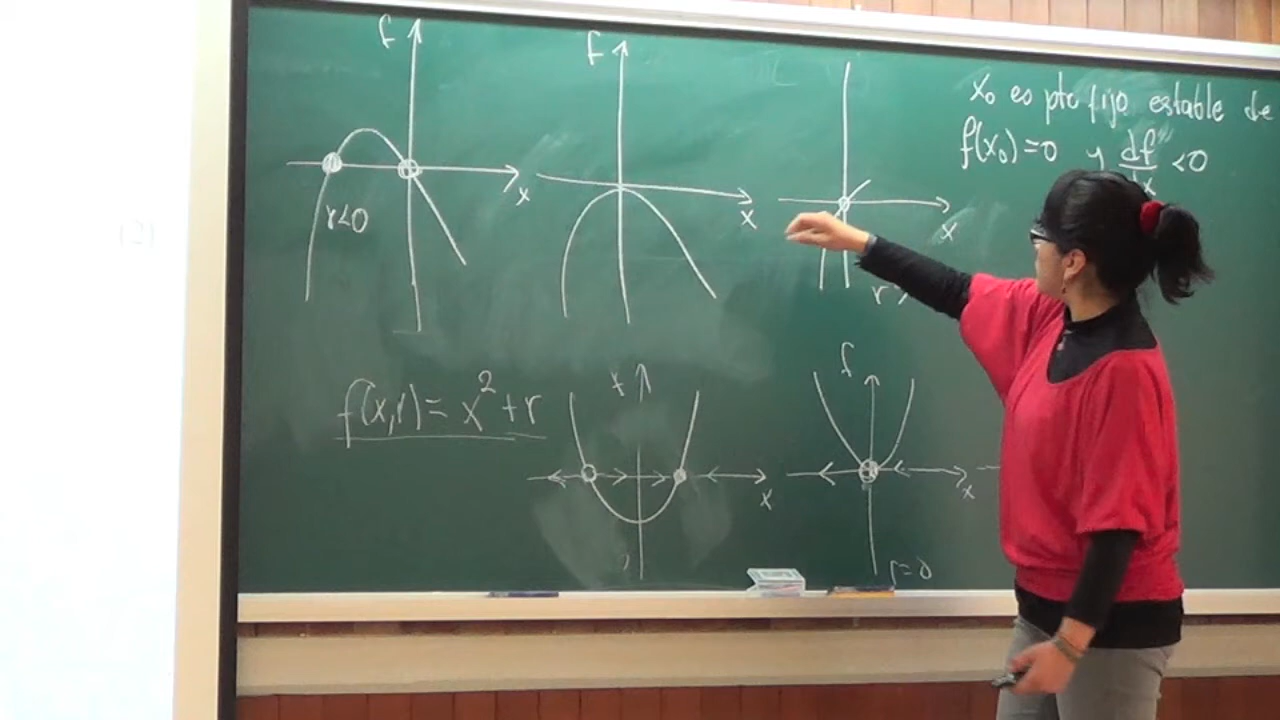 f
f
x₀ es pto fijo estable de
f(x₀)=0 y df/dx <0
x
x
x
r<0
r
f
f(x,r)=x²+r
x
x
r=0